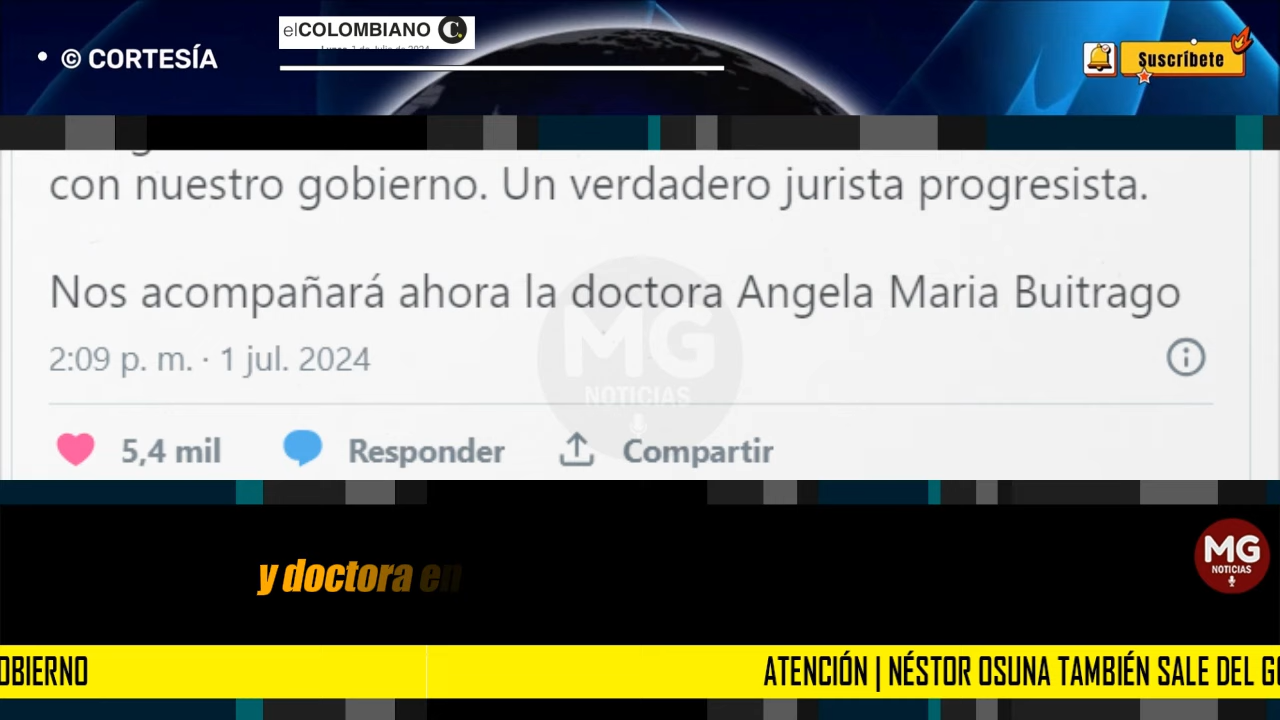 © CORTESÍA
elCOLOMBIANO C.
Suscríbete
con nuestro gobierno. Un verdadero jurista progresista.
Nos acompañará ahora la doctora Angela Maria Buitrago
2:09 p. m. · 1 jul. 2024
5,4 mil Responder Compartir
MG
NOTICIAS
y doctora en
MG
NOTICIAS
OBIERNO ATENCIÓN | NÉSTOR OSUNA TAMBIÉN SALE DEL G